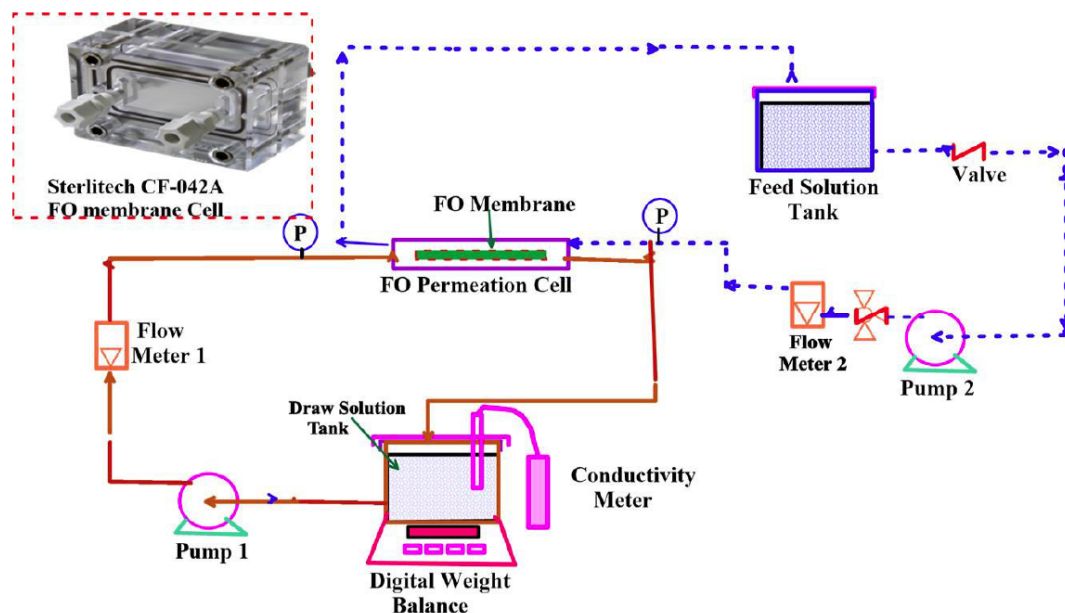 Sterlitech CF-042A
FO membrane Cell
P
FO Membrane
P
FO Permeation Cell
Feed Solution
Tank
Valve
Flow
Meter 1
Flow
Meter 2
Pump 2
Draw Solution
Tank
Conductivity
Meter
Pump 1
Digital Weight
Balance